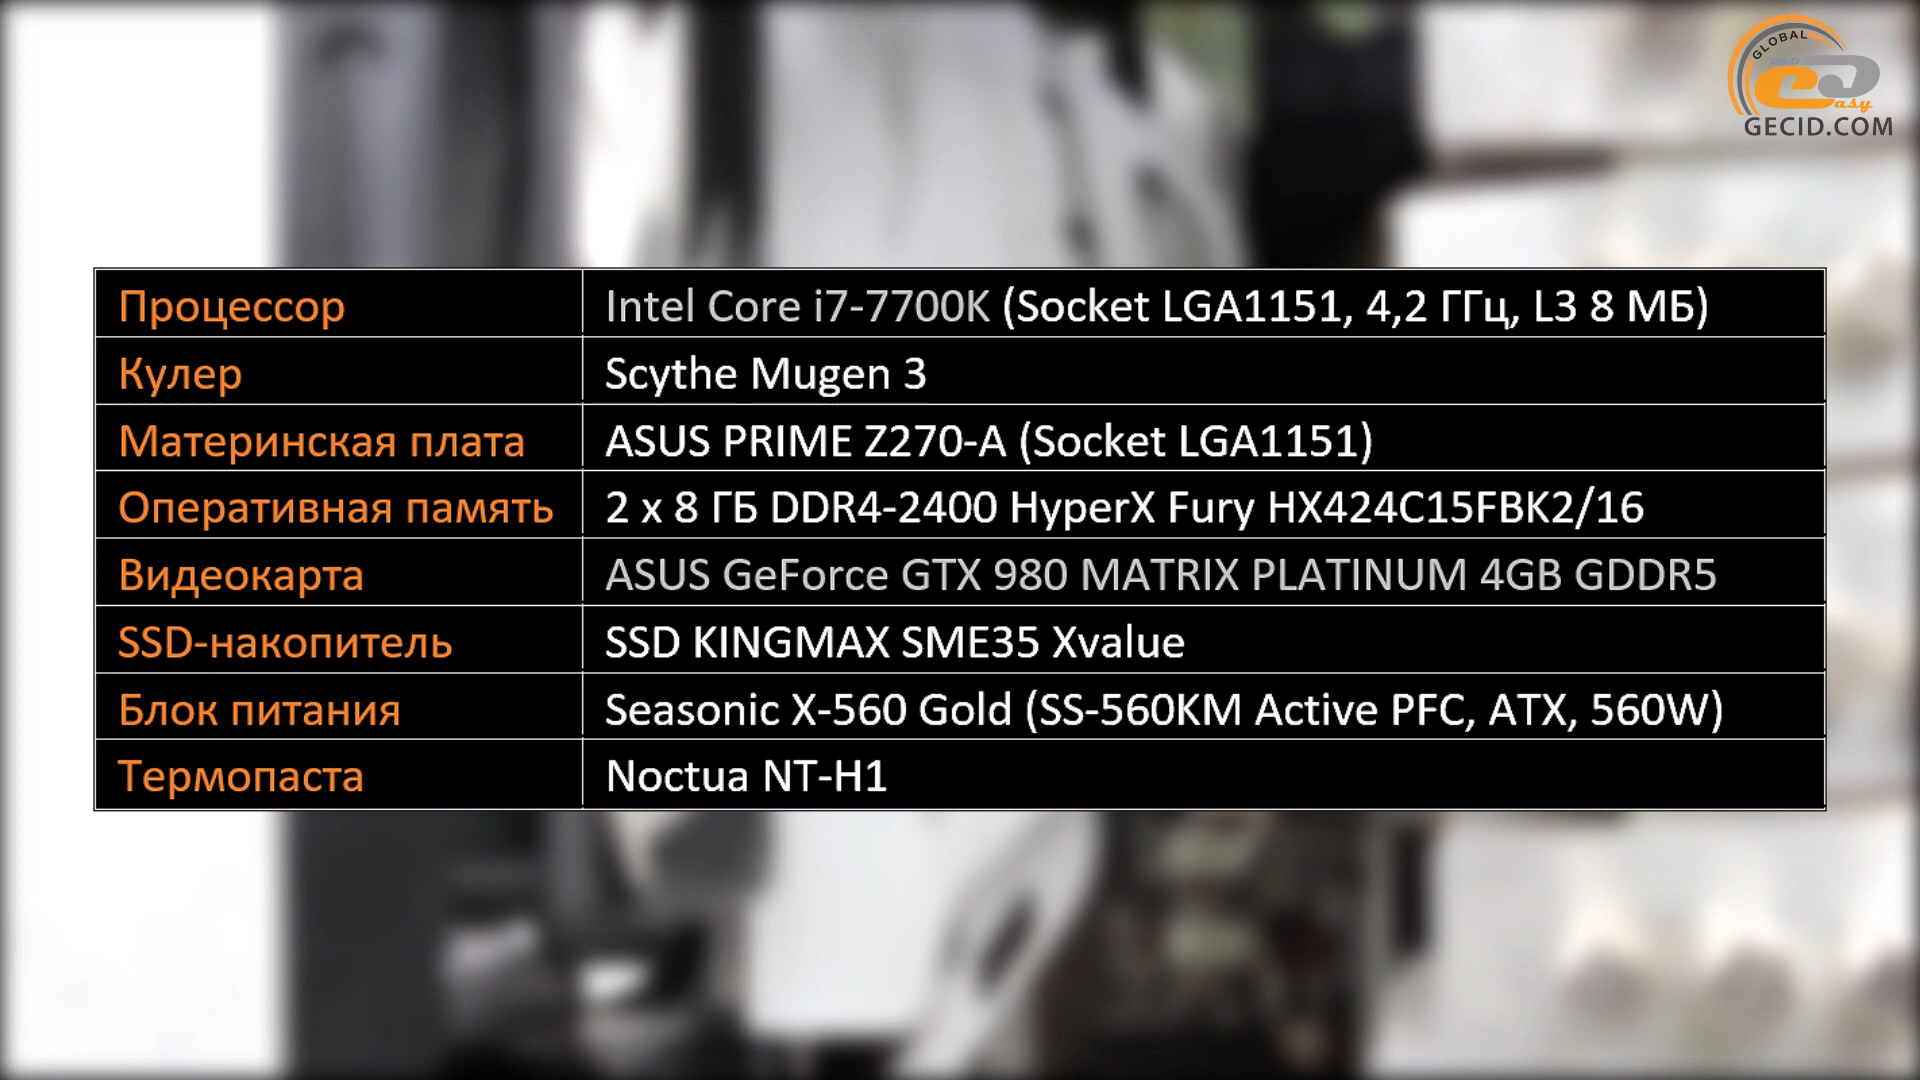 GLOBAL
easy
GECID.COM
Процессор Intel Core i7-7700K (Socket LGA1151, 4,2 ГГц, L3 8 МБ)
Кулер Scythe Mugen 3
Материнская плата ASUS PRIME Z270-A (Socket LGA1151)
Оперативная память 2 x 8 ГБ DDR4-2400 HyperX Fury HX424C15FBK2/16
Видеокарта ASUS GeForce GTX 980 MATRIX PLATINUM 4GB GDDR5
SSD-накопитель SSD KINGMAX SME35 Xvalue
Блок питания Seasonic X-560 Gold (SS-560KM Active PFC, ATX, 560W)
Термопаста Noctua NT-H1